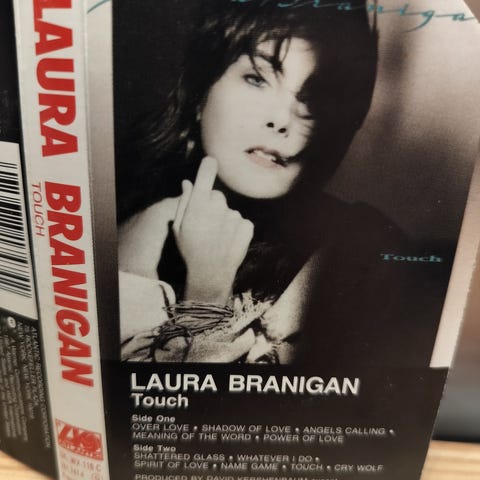 Laura Branigan
Touch
LAURA BRANIGAN
TOUCH
LAURA BRANIGAN
Touch
Side One
OVER LOVE • SHADOW OF LOVE • ANGELS CALLING •
MEANING OF THE WORD • POWER OF LOVE
Side Two
SHATTERED GLASS • WHATEVER I DO •
SPIRIT OF LOVE • NAME GAME • TOUCH • CRY WOLF
PRODUCED BY DAVID KERSHENBAUM